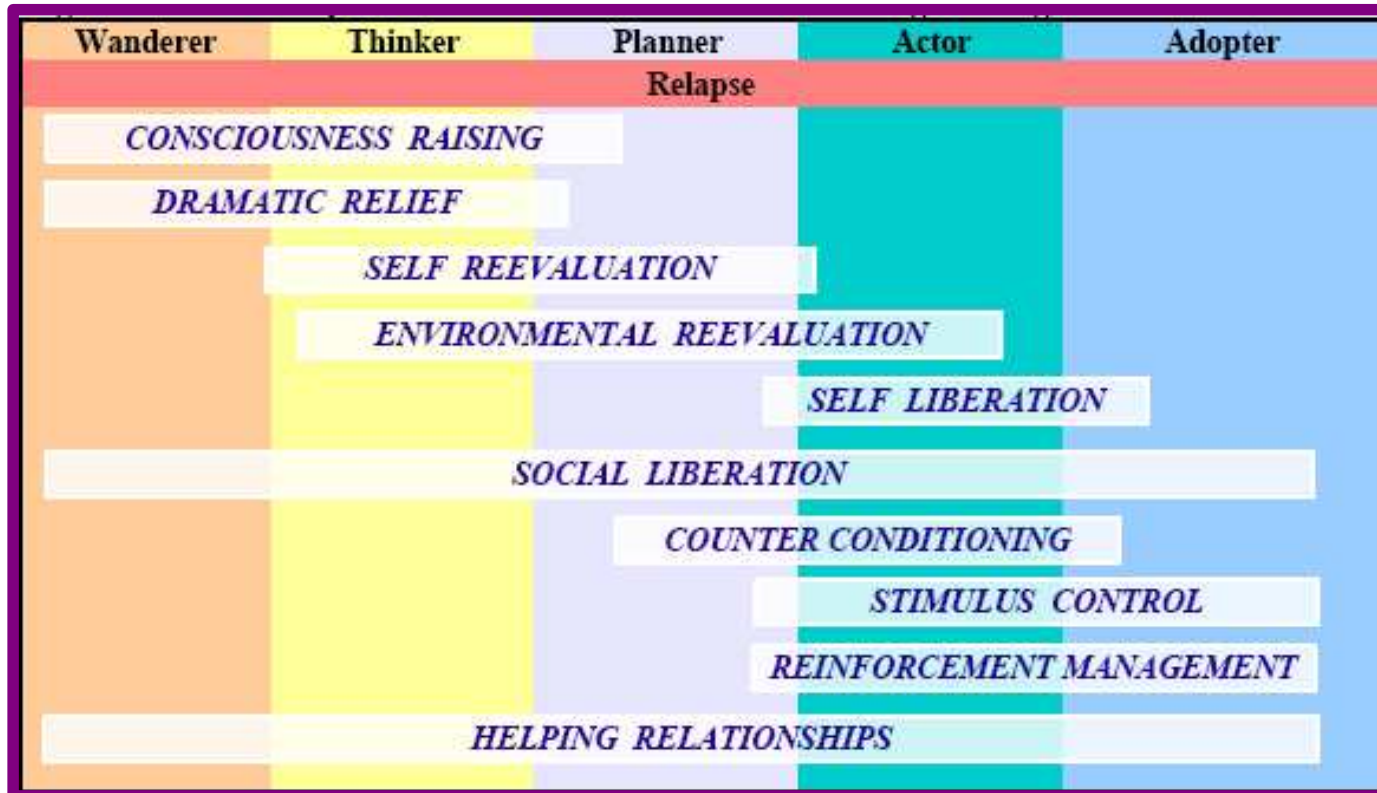 Wanderer Thinker Planner Actor Adopter
Relapse
CONSCIOUSNESS RAISING
DRAMATIC RELIEF
SELF REEVALUATION
ENVIRONMENTAL REEVALUATION
SELF LIBERATION
SOCIAL LIBERATION
COUNTER CONDITIONING
STIMULUS CONTROL
REINFORCEMENT MANAGEMENT
HELPING RELATIONSHIPS